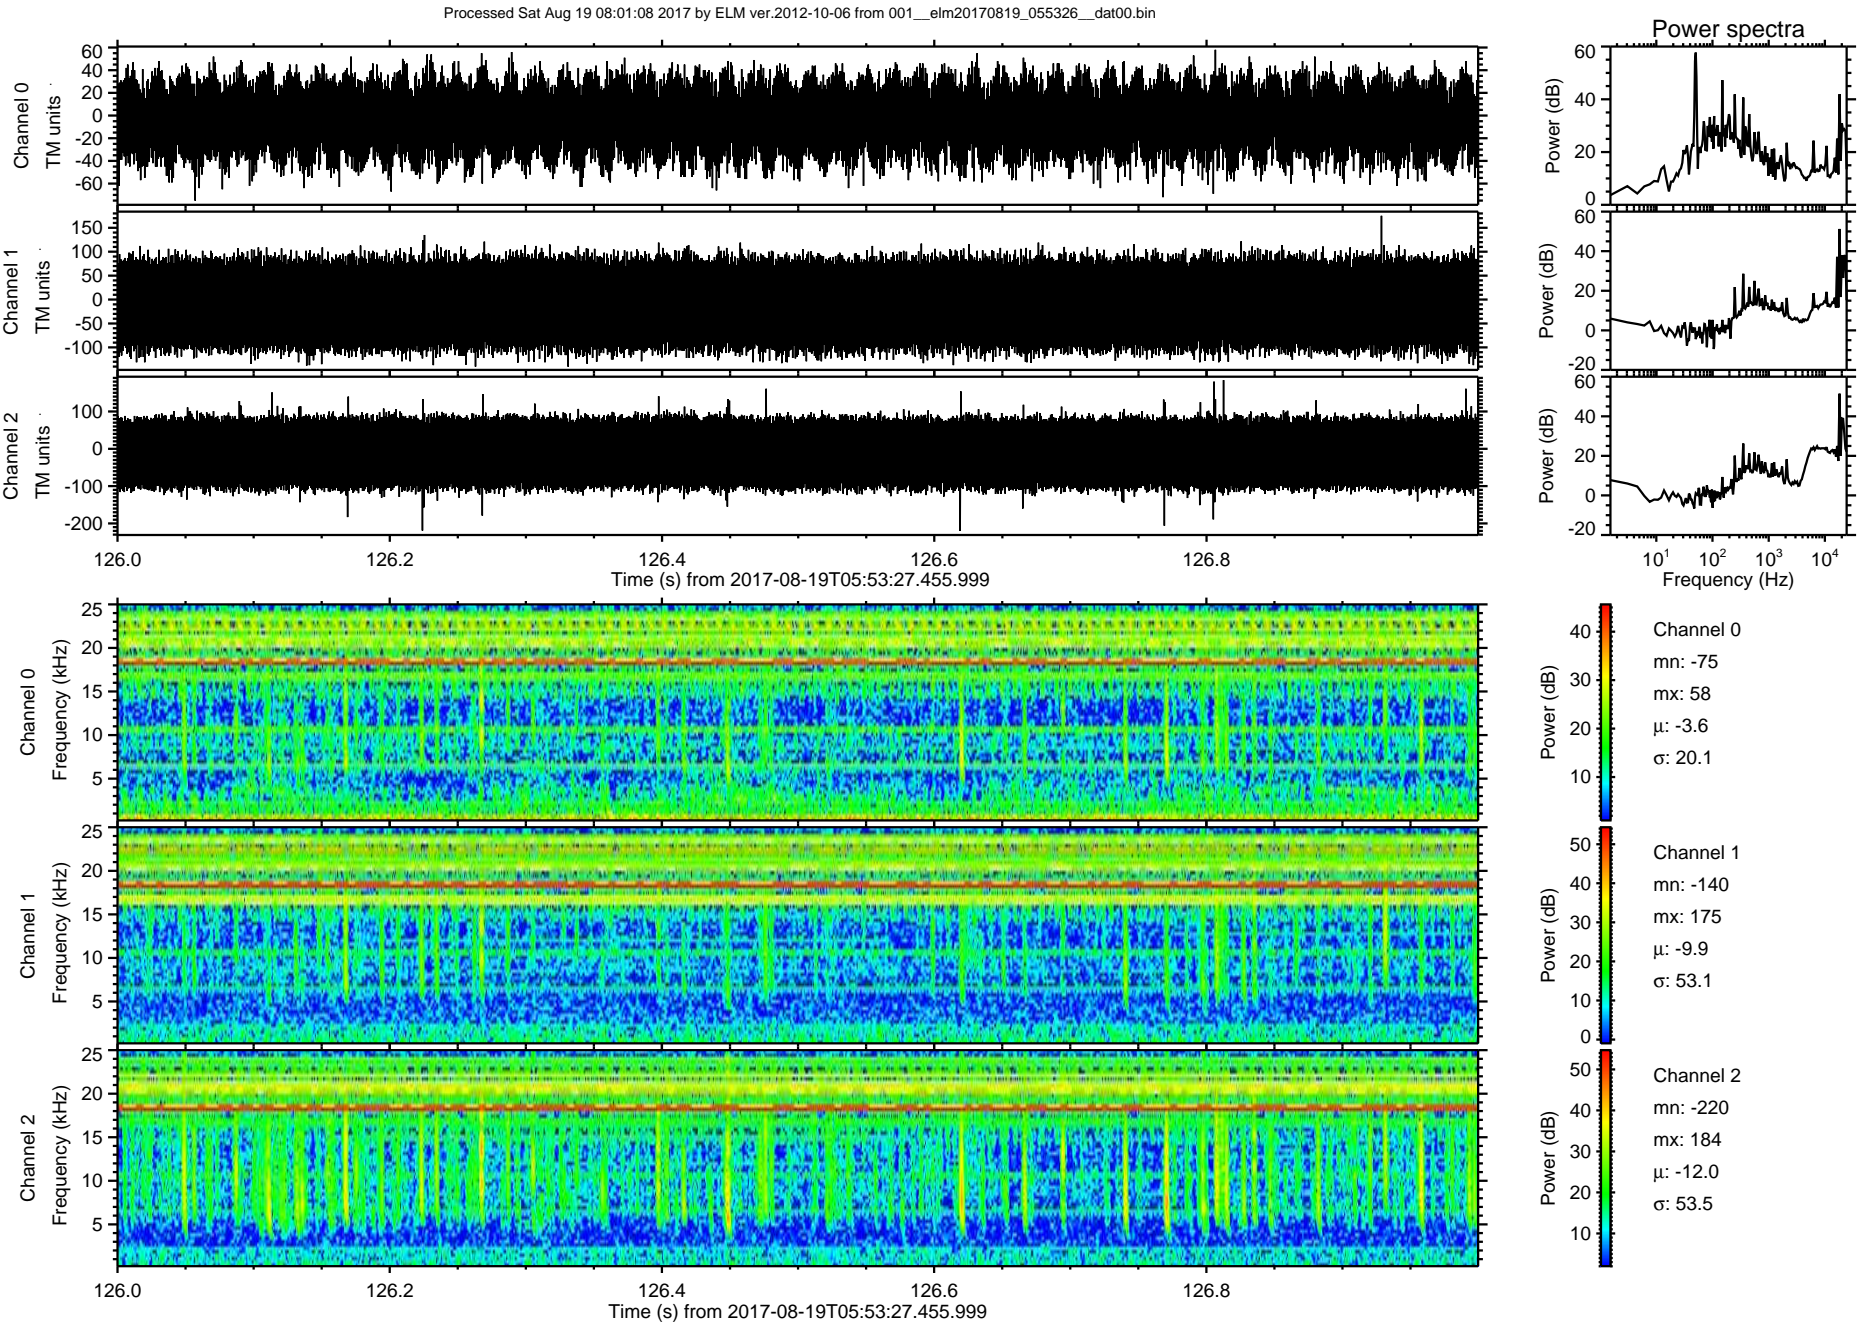 Processed Sat Aug 19 08:01:08 2017 by ELM ver.2012-10-06 from 001__elm20170819_055326__dat00.bin
Power spectra
Channel 0
TM units
60
40
20
0
-20
-40
-60
Power (dB)
60
40
20
0
Channel 1
TM units
150
100
50
0
-50
-100
Power (dB)
60
40
20
0
-20
Channel 2
TM units
100
0
-100
-200
Power (dB)
60
40
20
0
-20
126.0 126.2 126.4 126.6 126.8
Time (s) from 2017-08-19T05:53:27.455.999
10^1 10^2 10^3 10^4
Frequency (Hz)
Channel 0
Frequency (kHz)
25
20
15
10
5
Power (dB)
40
30
20
10
Channel 0
mn: -75
mx: 58
μ: -3.6
σ: 20.1
Channel 1
Frequency (kHz)
25
20
15
10
5
Power (dB)
50
40
30
20
10
0
Channel 1
mn: -140
mx: 175
μ: -9.9
σ: 53.1
Channel 2
Frequency (kHz)
25
20
15
10
5
Power (dB)
50
40
30
20
10
Channel 2
mn: -220
mx: 184
μ: -12.0
σ: 53.5
126.0 126.2 126.4 126.6 126.8
Time (s) from 2017-08-19T05:53:27.455.999